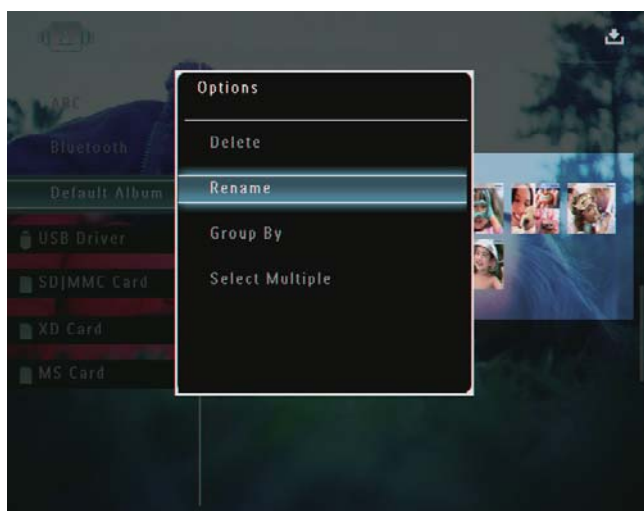 Options
Delete
Rename
Group By
Select Multiple
ABC
Bluetooth
Default Album
USB Driver
SD|MMC Card
XD Card
MS Card